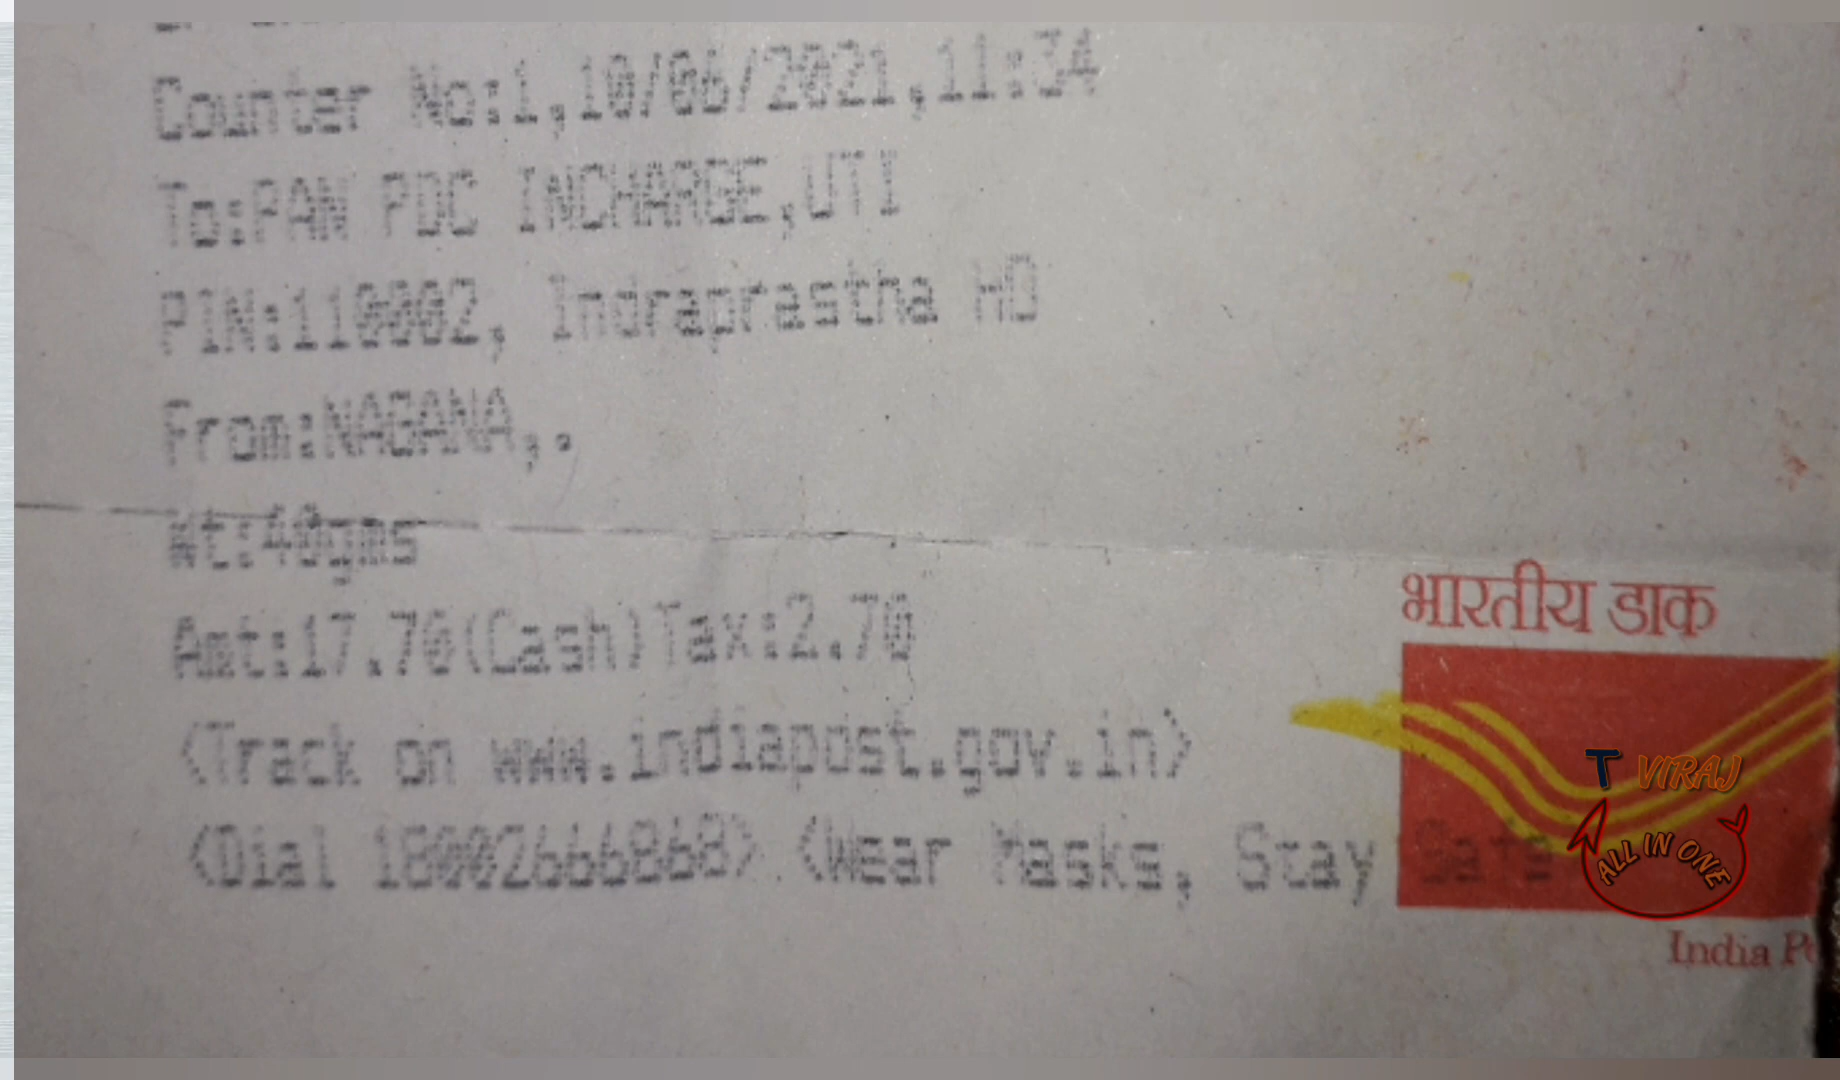 Counter No:1,10/06/2021,11:34
To:PAN PDC INCHARGE,UTI
PIN:110002, Indraprastha HO
From:NAGANA,.
Wt:40gms
Amt:17.70(Cash)Tax:2.70
<Track on www.indiapost.gov.in>
<Dial 18002666868> <Wear Masks, Stay Safe
भारतीय डाक
T VIRAJ
ALL IN ONE
India